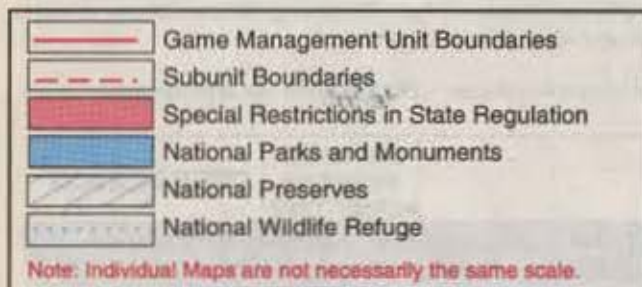 Game Management Unit Boundaries
Subunit Boundaries
Special Restrictions in State Regulation
National Parks and Monuments
National Preserves
National Wildlife Refuge
Note: Individual Maps are not necessarily the same scale.